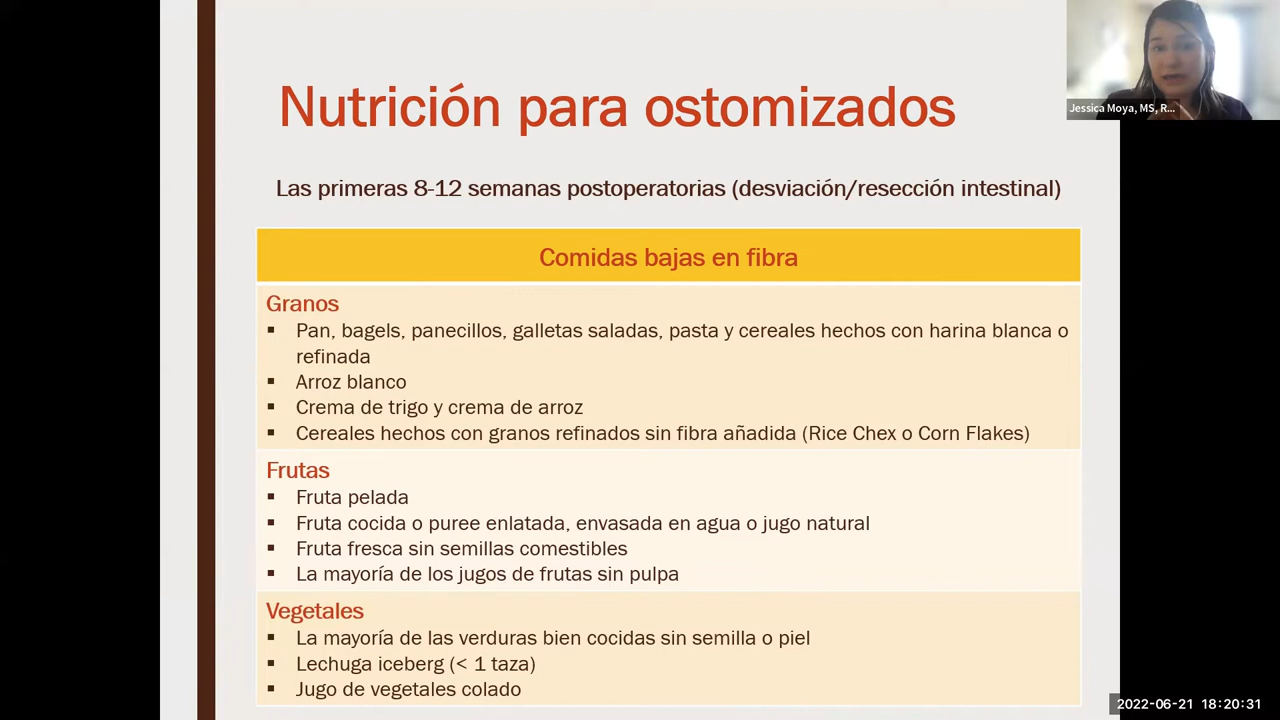 Nutrición para ostomizados
Jessica Moya, MS, R...
Las primeras 8-12 semanas postoperatorias (desviación/resección intestinal)
Comidas bajas en fibra
Granos
▪ Pan, bagels, panecillos, galletas saladas, pasta y cereales hechos con harina blanca o
refinada
▪ Arroz blanco
▪ Crema de trigo y crema de arroz
▪ Cereales hechos con granos refinados sin fibra añadida (Rice Chex o Corn Flakes)
Frutas
▪ Fruta pelada
▪ Fruta cocida o puree enlatada, envasada en agua o jugo natural
▪ Fruta fresca sin semillas comestibles
▪ La mayoría de los jugos de frutas sin pulpa
Vegetales
▪ La mayoría de las verduras bien cocidas sin semilla o piel
▪ Lechuga iceberg (< 1 taza)
▪ Jugo de vegetales colado
2022-06-21 18:20:31